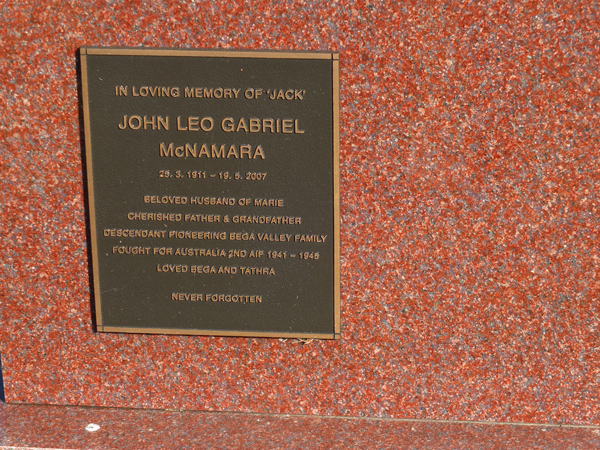 IN LOVING MEMORY OF 'JACK'
JOHN LEO GABRIEL
McNAMARA
25. 3. 1911 – 19. 5. 2007
BELOVED HUSBAND OF MARIE
CHERISHED FATHER & GRANDFATHER
DESCENDANT PIONEERING BEGA VALLEY FAMILY
FOUGHT FOR AUSTRALIA 2ND AIF 1941 – 1946
LOVED BEGA AND TATHRA
NEVER FORGOTTEN